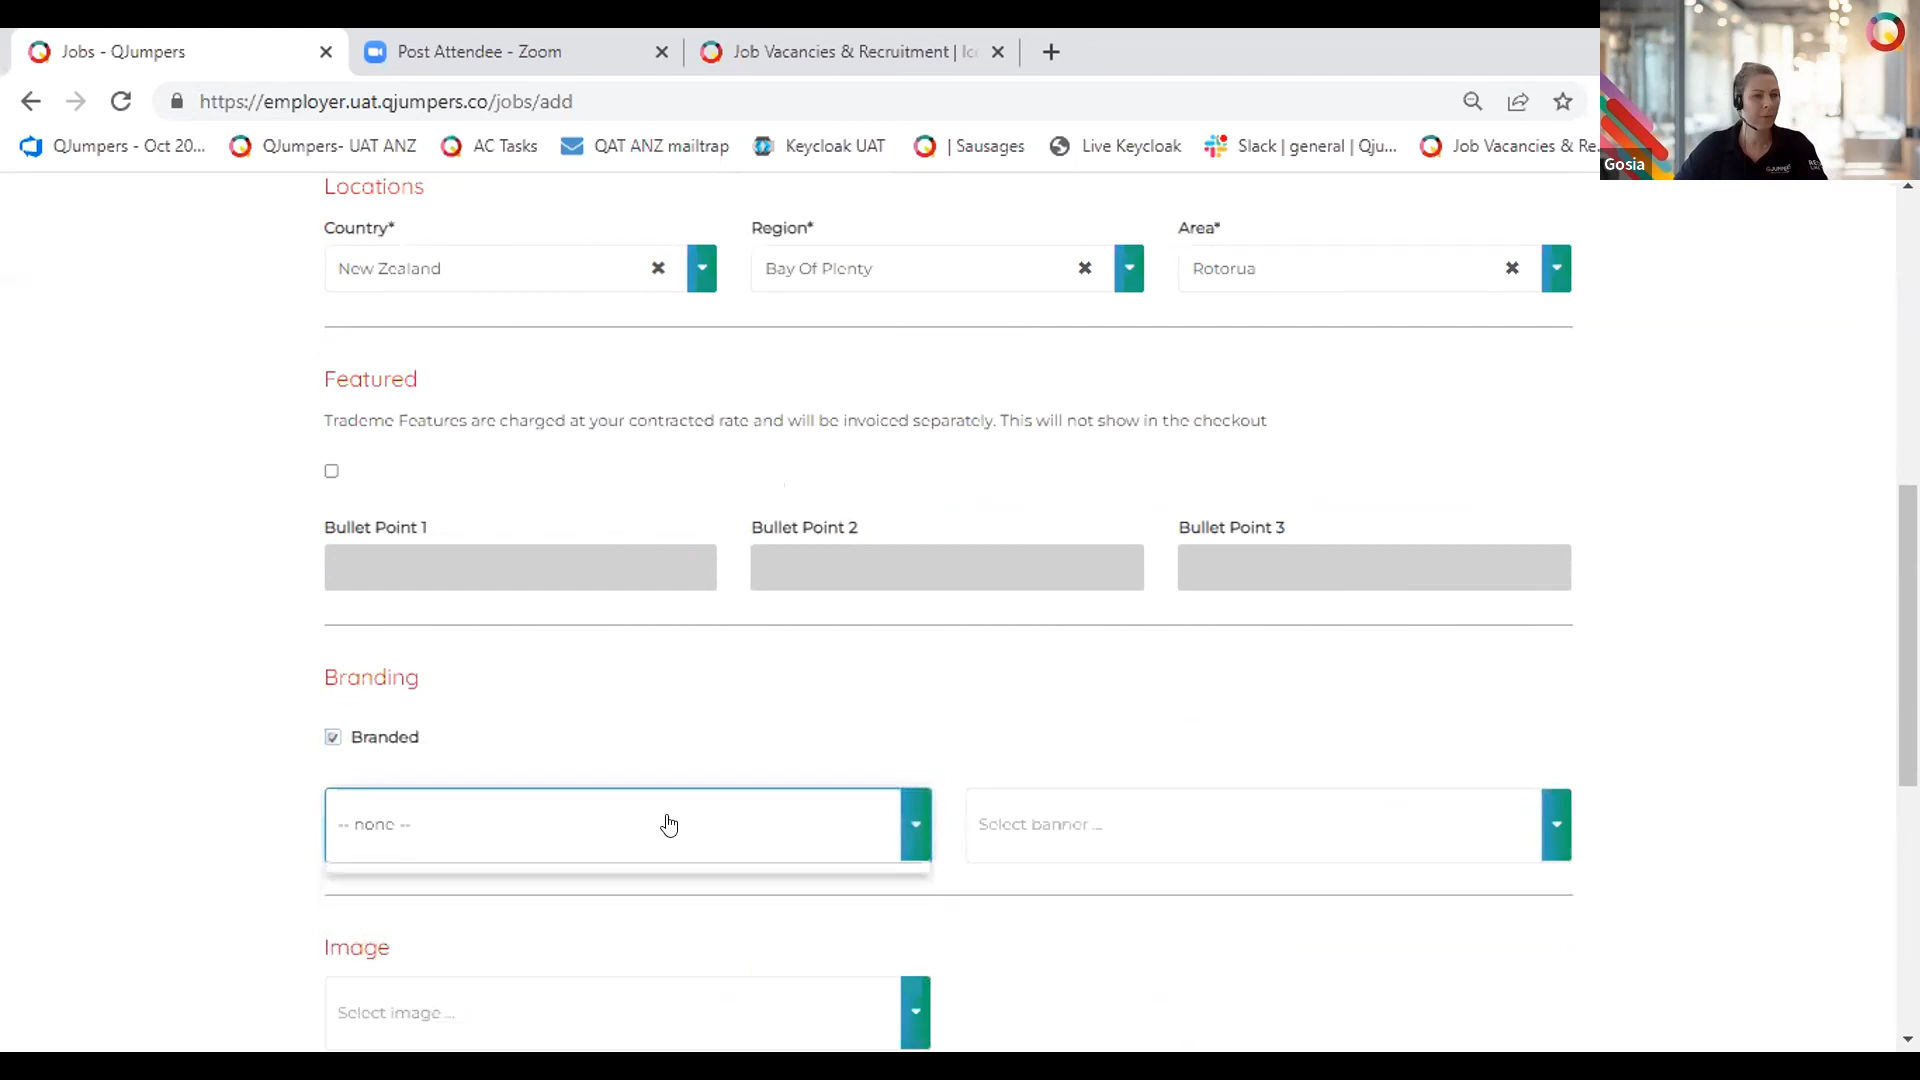 Jobs - QJumpers
Post Attendee - Zoom
Job Vacancies & Recruitment | Ic
https://employer.uat.qjumpers.co/jobs/add
QJumpers - Oct 20...
QJumpers- UAT ANZ
AC Tasks
QAT ANZ mailtrap
Keycloak UAT
| Sausages
Live Keycloak
Slack | general | Qju...
Job Vacancies & Re
Gosia
Locations
Country*
Region*
Area*
New Zealand
Bay Of Plenty
Rotorua
Featured
Trademe Features are charged at your contracted rate and will be invoiced separately. This will not show in the checkout
Bullet Point 1
Bullet Point 2
Bullet Point 3
Branding
Branded
-- none --
Select banner ...
Image
Select image ...